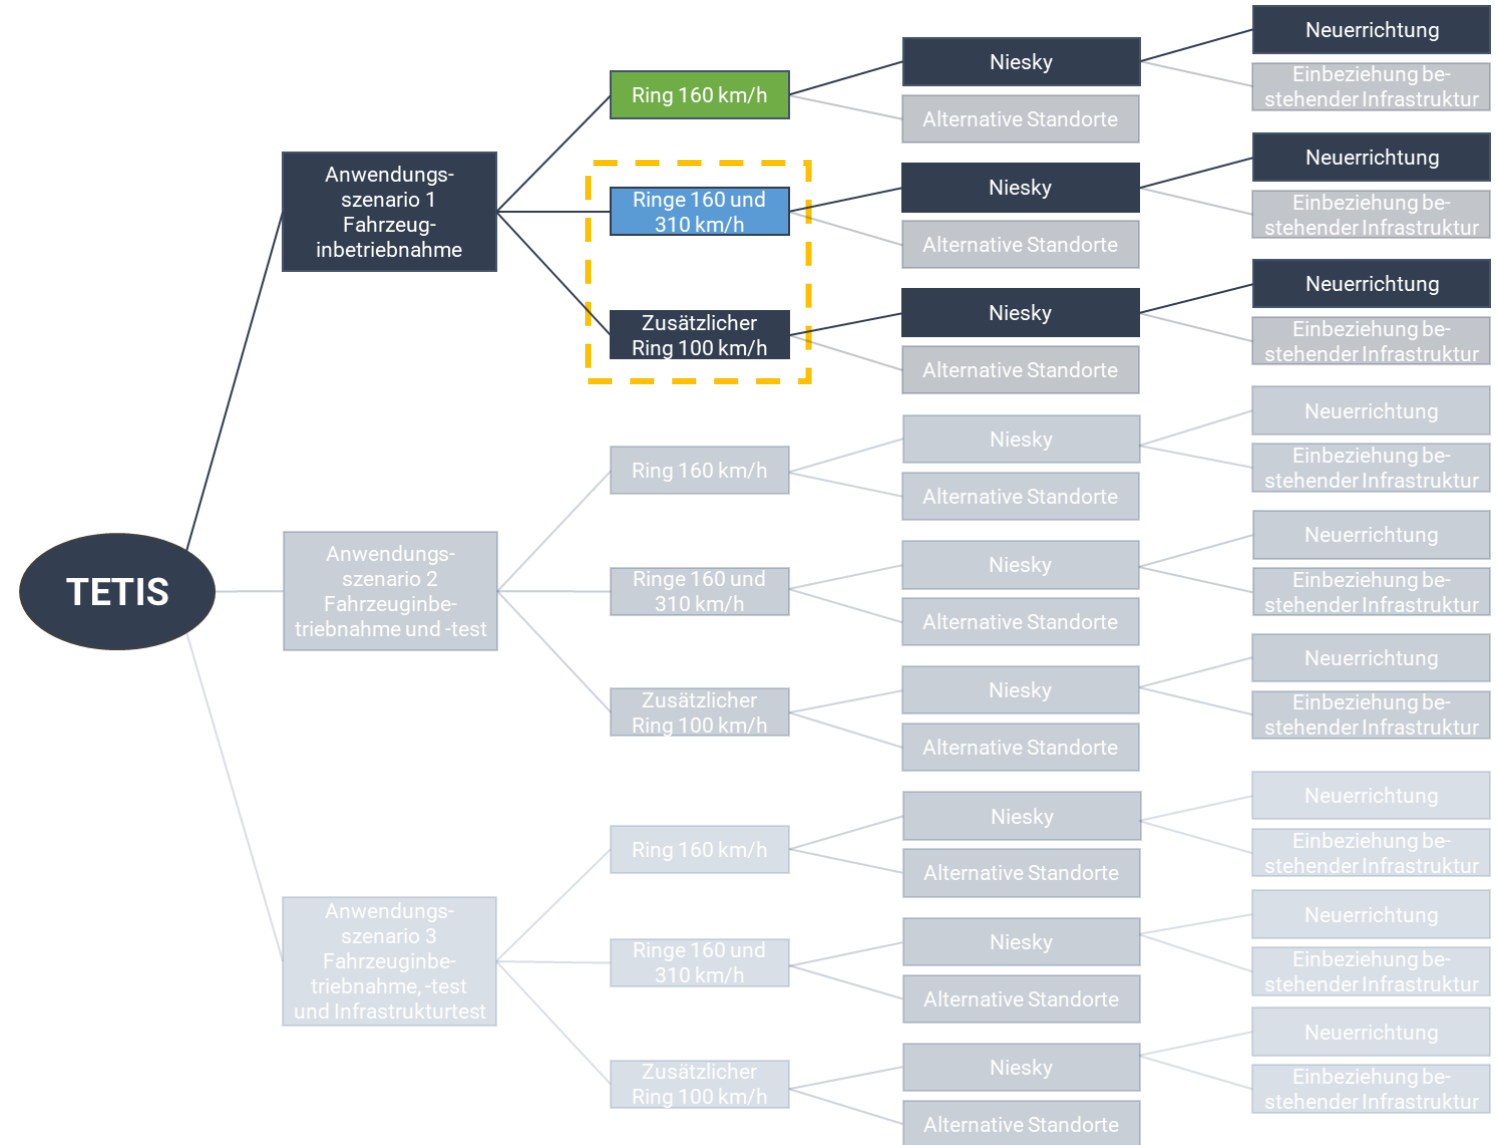 TETIS
Anwendungs-
szenario 1
Fahrzeug-
inbetriebnahme
Ring 160 km/h
Niesky
Neuerrichtung
Einbeziehung be-
stehender Infrastruktur
Alternative Standorte
Ringe 160 und
310 km/h
Niesky
Neuerrichtung
Einbeziehung be-
stehender Infrastruktur
Alternative Standorte
Zusätzlicher
Ring 100 km/h
Niesky
Neuerrichtung
Einbeziehung be-
stehender Infrastruktur
Alternative Standorte
Anwendungs-
szenario 2
Fahrzeuginbe-
triebnahme und -test
Ring 160 km/h
Niesky
Neuerrichtung
Einbeziehung be-
stehender Infrastruktur
Alternative Standorte
Ringe 160 und
310 km/h
Niesky
Neuerrichtung
Einbeziehung be-
stehender Infrastruktur
Alternative Standorte
Zusätzlicher
Ring 100 km/h
Niesky
Neuerrichtung
Einbeziehung be-
stehender Infrastruktur
Alternative Standorte
Anwendungs-
szenario 3
Fahrzeuginbe-
triebnahme, -test
und Infrastrukturtest
Ring 160 km/h
Niesky
Neuerrichtung
Einbeziehung be-
stehender Infrastruktur
Alternative Standorte
Ringe 160 und
310 km/h
Niesky
Neuerrichtung
Einbeziehung be-
stehender Infrastruktur
Alternative Standorte
Zusätzlicher
Ring 100 km/h
Niesky
Neuerrichtung
Einbeziehung be-
stehender Infrastruktur
Alternative Standorte